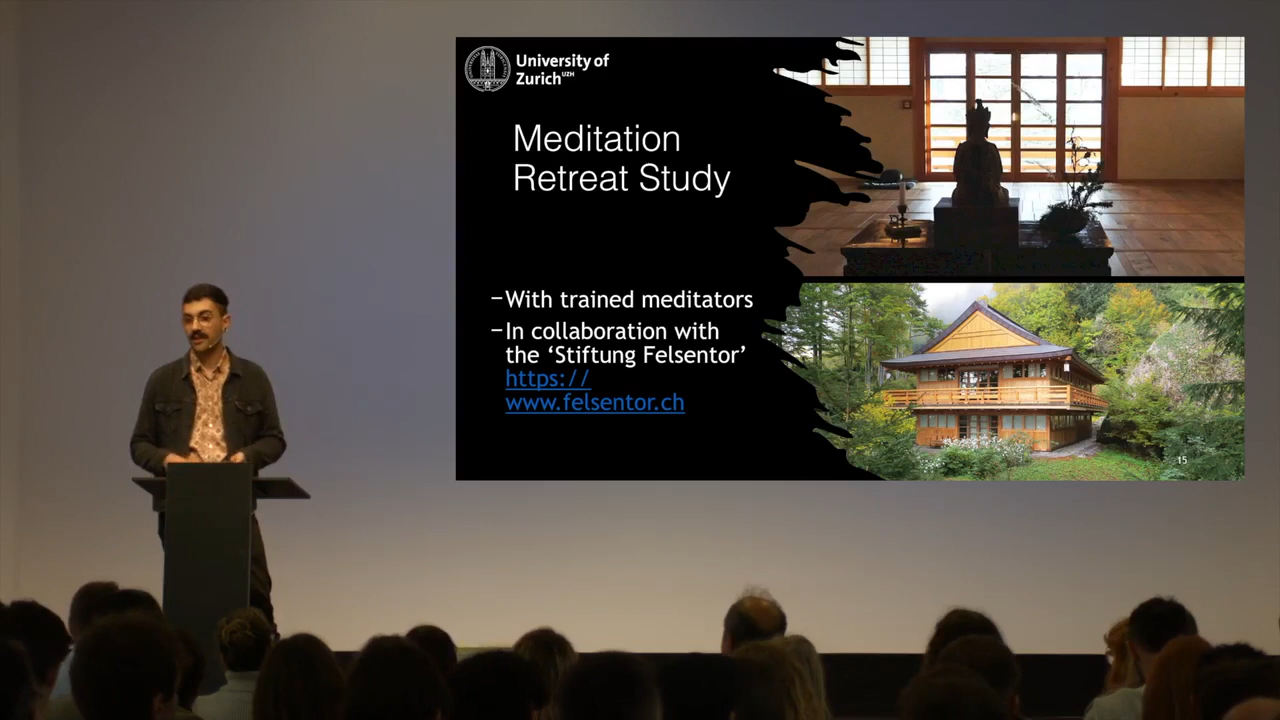 University of
Zurich UZH
Meditation
Retreat Study
–With trained meditators
–In collaboration with
the ‘Stiftung Felsentor’
https://
www.felsentor.ch
15